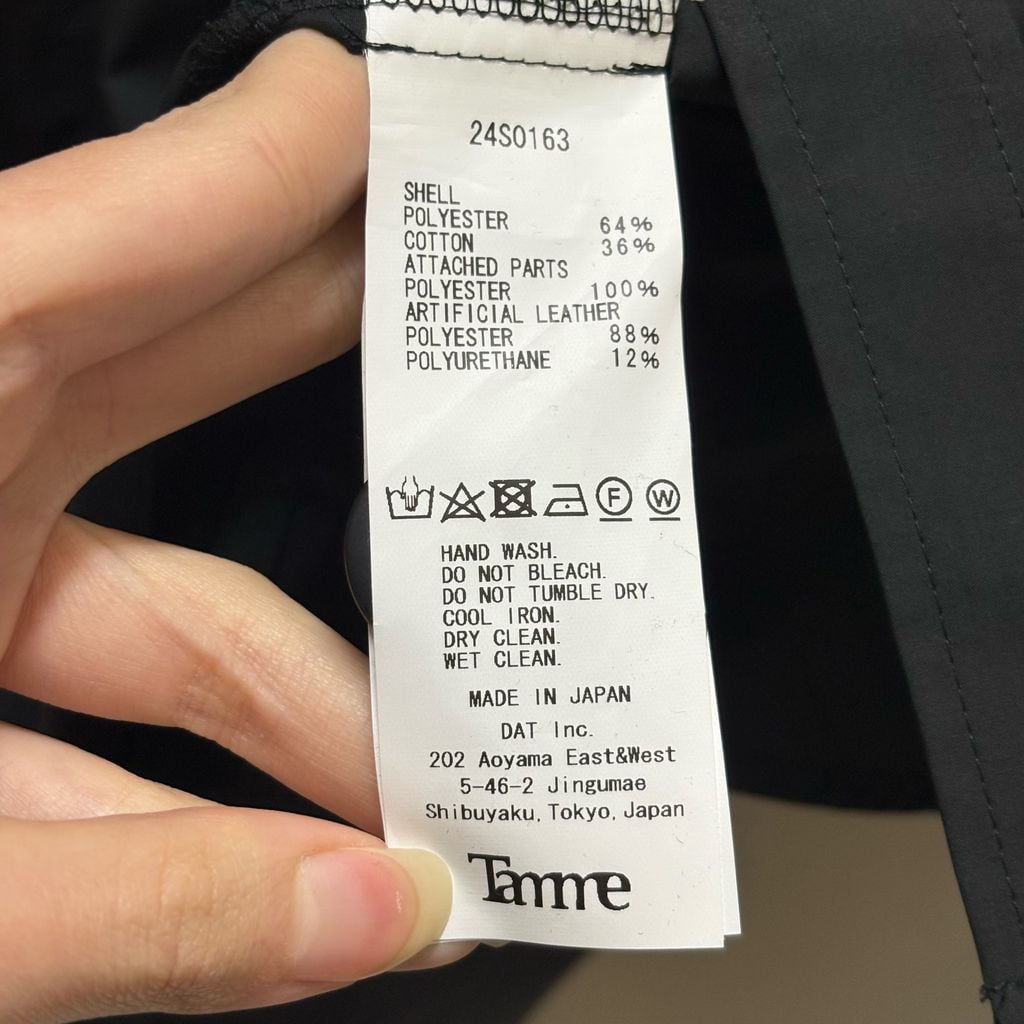 24S0163
SHELL
POLYESTER 64%
COTTON 36%
ATTACHED PARTS
POLYESTER 100%
ARTIFICIAL LEATHER
POLYESTER 88%
POLYURETHANE 12%
F W
HAND WASH.
DO NOT BLEACH.
DO NOT TUMBLE DRY.
COOL IRON.
DRY CLEAN.
WET CLEAN.
MADE IN JAPAN
DAT Inc.
202 Aoyama East&West
5-46-2 Jingumae
Shibuyaku, Tokyo, Japan
Tamme